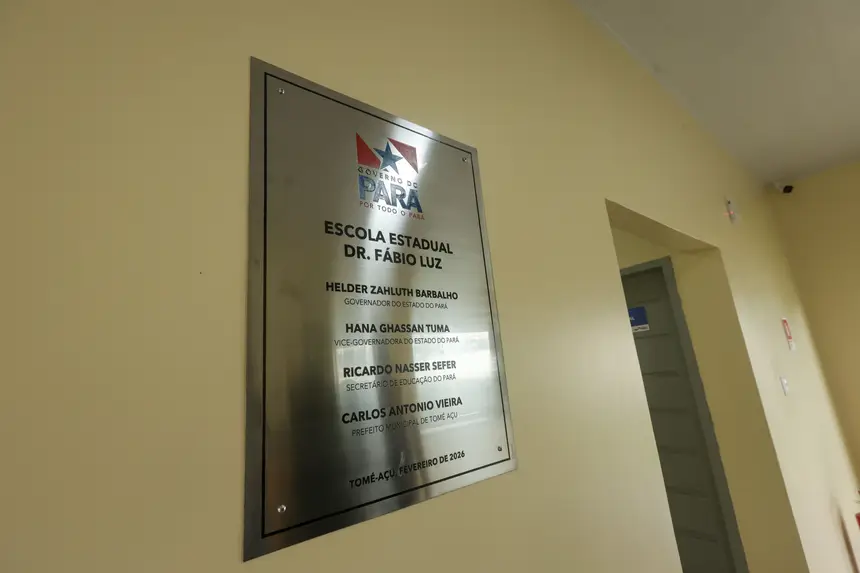 GOVERNO DO
PARÁ
POR TODO O PARÁ
ESCOLA ESTADUAL
DR. FÁBIO LUZ
HELDER ZAHLUTH BARBALHO
GOVERNADOR DO ESTADO DO PARÁ
HANA GHASSAN TUMA
VICE-GOVERNADORA DO ESTADO DO PARÁ
RICARDO NASSER SEFER
SECRETÁRIO DE EDUCAÇÃO DO PARÁ
CARLOS ANTONIO VIEIRA
PREFEITO MUNICIPAL DE TOMÉ AÇU
TOMÉ-AÇU, FEVEREIRO DE 2026